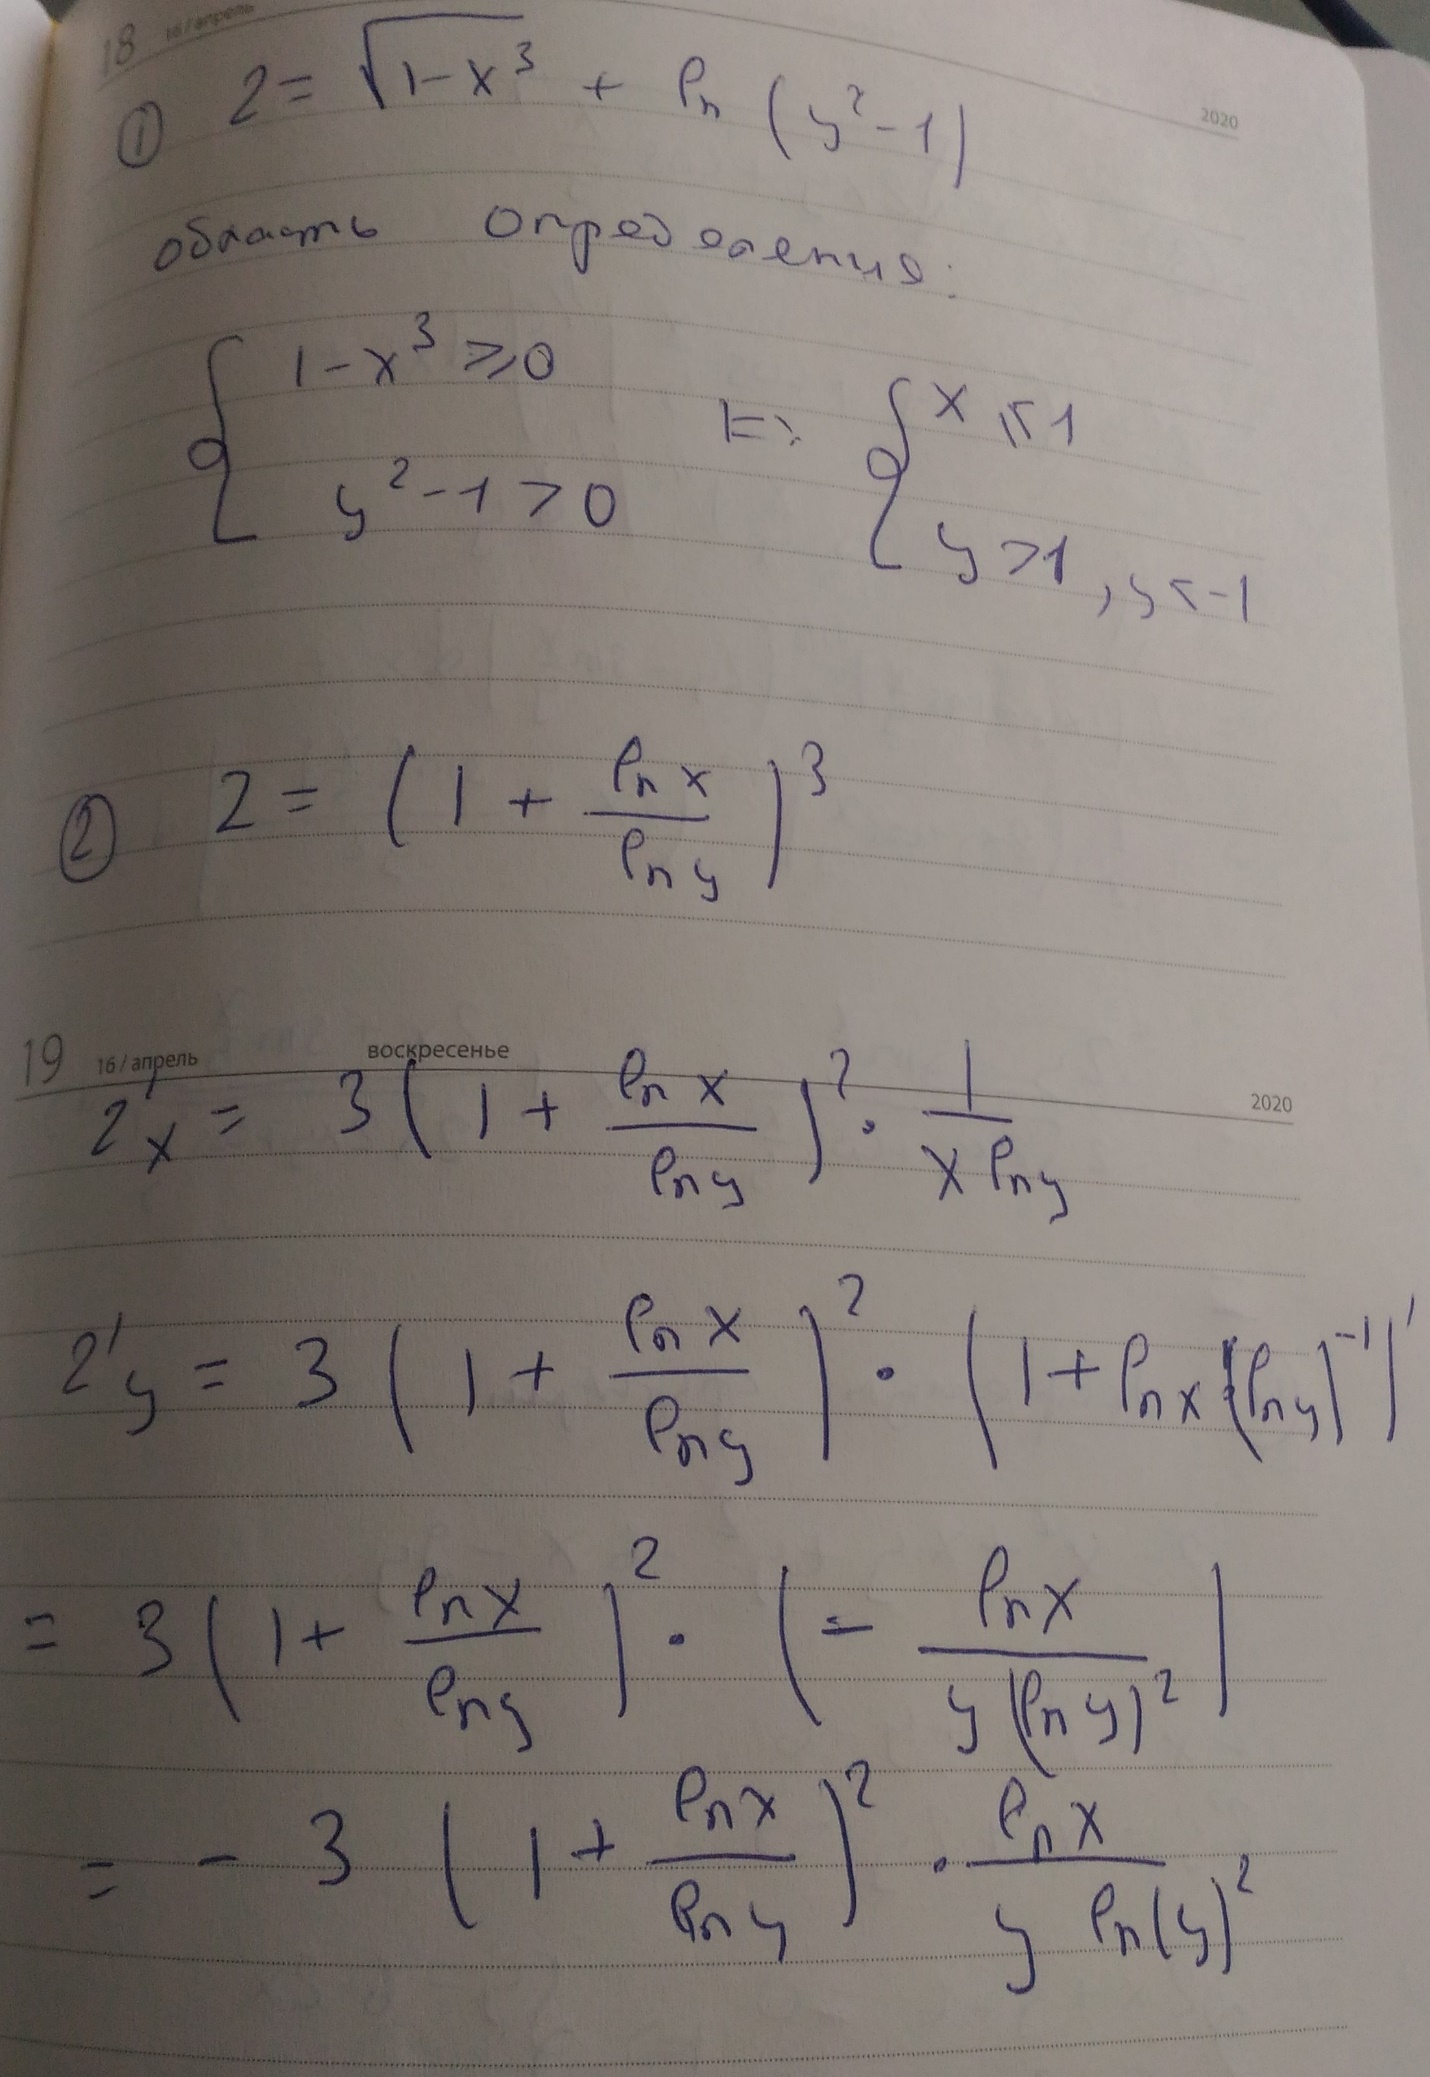 18 16/апрель
2020
① z = √(1-x³) + ln (y²-1)
область определения:
{ 1-x³ ≥ 0 => { x ≤ 1
y²-1 > 0 y > 1, y < -1
② z = (1 + ln x / ln y)³
19 16/апрель воскресенье 2020
z'x = 3(1 + ln x / ln y)² · 1 / x ln y
z'y = 3(1 + ln x / ln y)² · (1 + ln x (ln y)⁻¹)'
= 3(1 + ln x / ln y)² · (- ln x / y (ln y)²)
= - 3 (1 + ln x / ln y)² · ln x / y ln(y)²